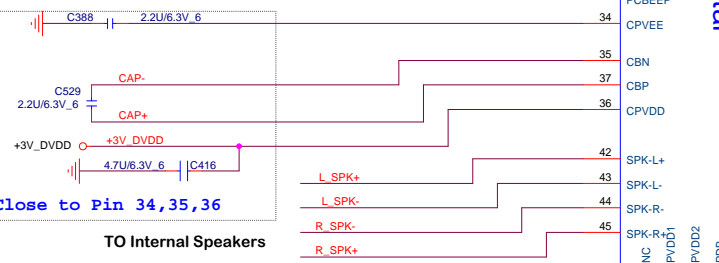 PCBEEP
C388 2.2U/6.3V_6 34 CPVEE
35 CBN
CAP- 37 CBP
C529
2.2U/6.3V_6 36 CPVDD
CAP+
+3V_DVDD +3V_DVDD
4.7U/6.3V_6 C416 42 SPK-L+
L_SPK+ 43 SPK-L-
Close to Pin 34,35,36 L_SPK- 44 SPK-R-
R_SPK- 45 SPK-R+
TO Internal Speakers
R_SPK+
NC
PVDD1
PVDD2